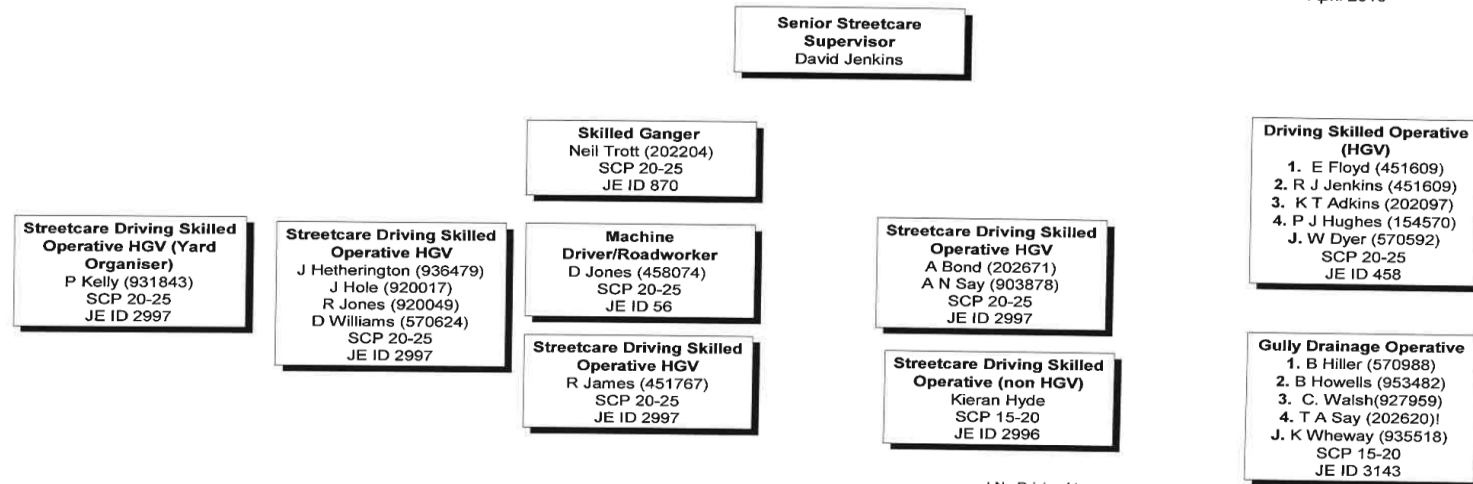 Senior Streetcare
Supervisor
David Jenkins
Skilled Ganger
Neil Trott (202204)
SCP 20-25
JE ID 870
Driving Skilled Operative
(HGV)
1. E Floyd (451609)
2. R J Jenkins (451609)
3. K T Adkins (202097)
4. P J Hughes (154570)
J. W Dyer (570592)
SCP 20-25
JE ID 458
Streetcare Driving Skilled
Operative HGV (Yard
Organiser)
P Kelly (931843)
SCP 20-25
JE ID 2997
Streetcare Driving Skilled
Operative HGV
J Hetherington (936479)
J Hole (920017)
R Jones (920049)
D Williams (570624)
SCP 20-25
JE ID 2997
Machine
Driver/Roadworker
D Jones (458074)
SCP 20-25
JE ID 56
Streetcare Driving Skilled
Operative HGV
A Bond (202671)
A N Say (903878)
SCP 20-25
JE ID 2997
Streetcare Driving Skilled
Operative HGV
R James (451767)
SCP 20-25
JE ID 2997
Streetcare Driving Skilled
Operative (non HGV)
Kieran Hyde
SCP 15-20
JE ID 2996
Gully Drainage Operative
1. B Hiller (570988)
2. B Howells (953482)
3. C. Walsh(927959)
4. T A Say (202620)!
J. K Wheway (935518)
SCP 15-20
JE ID 3143